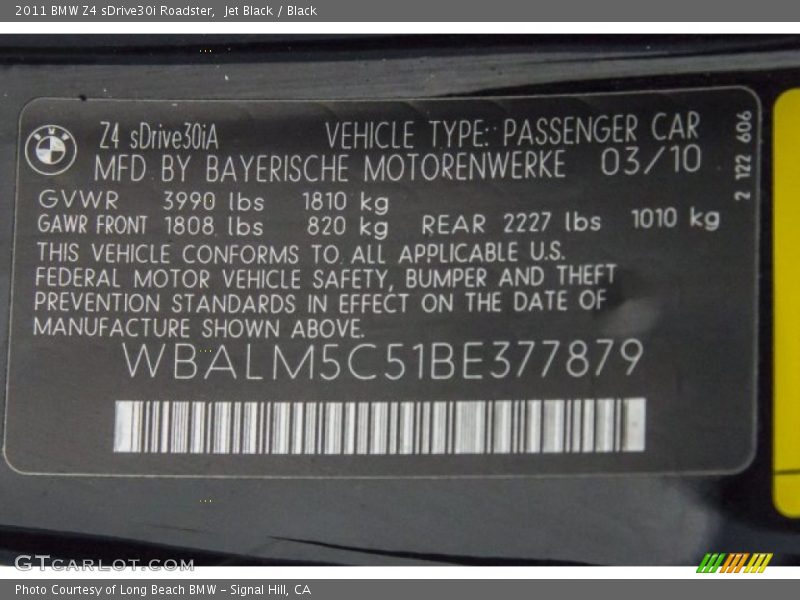 2011 BMW Z4 sDrive30i Roadster,  Jet Black / Black
BMW
Z4 sDrive30iA VEHICLE TYPE: PASSENGER CAR
MFD BY BAYERISCHE MOTORENWERKE 03/10
GVWR 3990 lbs 1810 kg
GAWR FRONT 1808 lbs 820 kg REAR 2227 lbs 1010 kg
THIS VEHICLE CONFORMS TO ALL APPLICABLE U.S.
FEDERAL MOTOR VEHICLE SAFETY, BUMPER AND THEFT
PREVENTION STANDARDS IN EFFECT ON THE DATE OF
MANUFACTURE SHOWN ABOVE.
WBALM5C51BE377879
2 122 606
GTCARLOT.COM
Photo Courtesy of Long Beach BMW – Signal Hill, CA